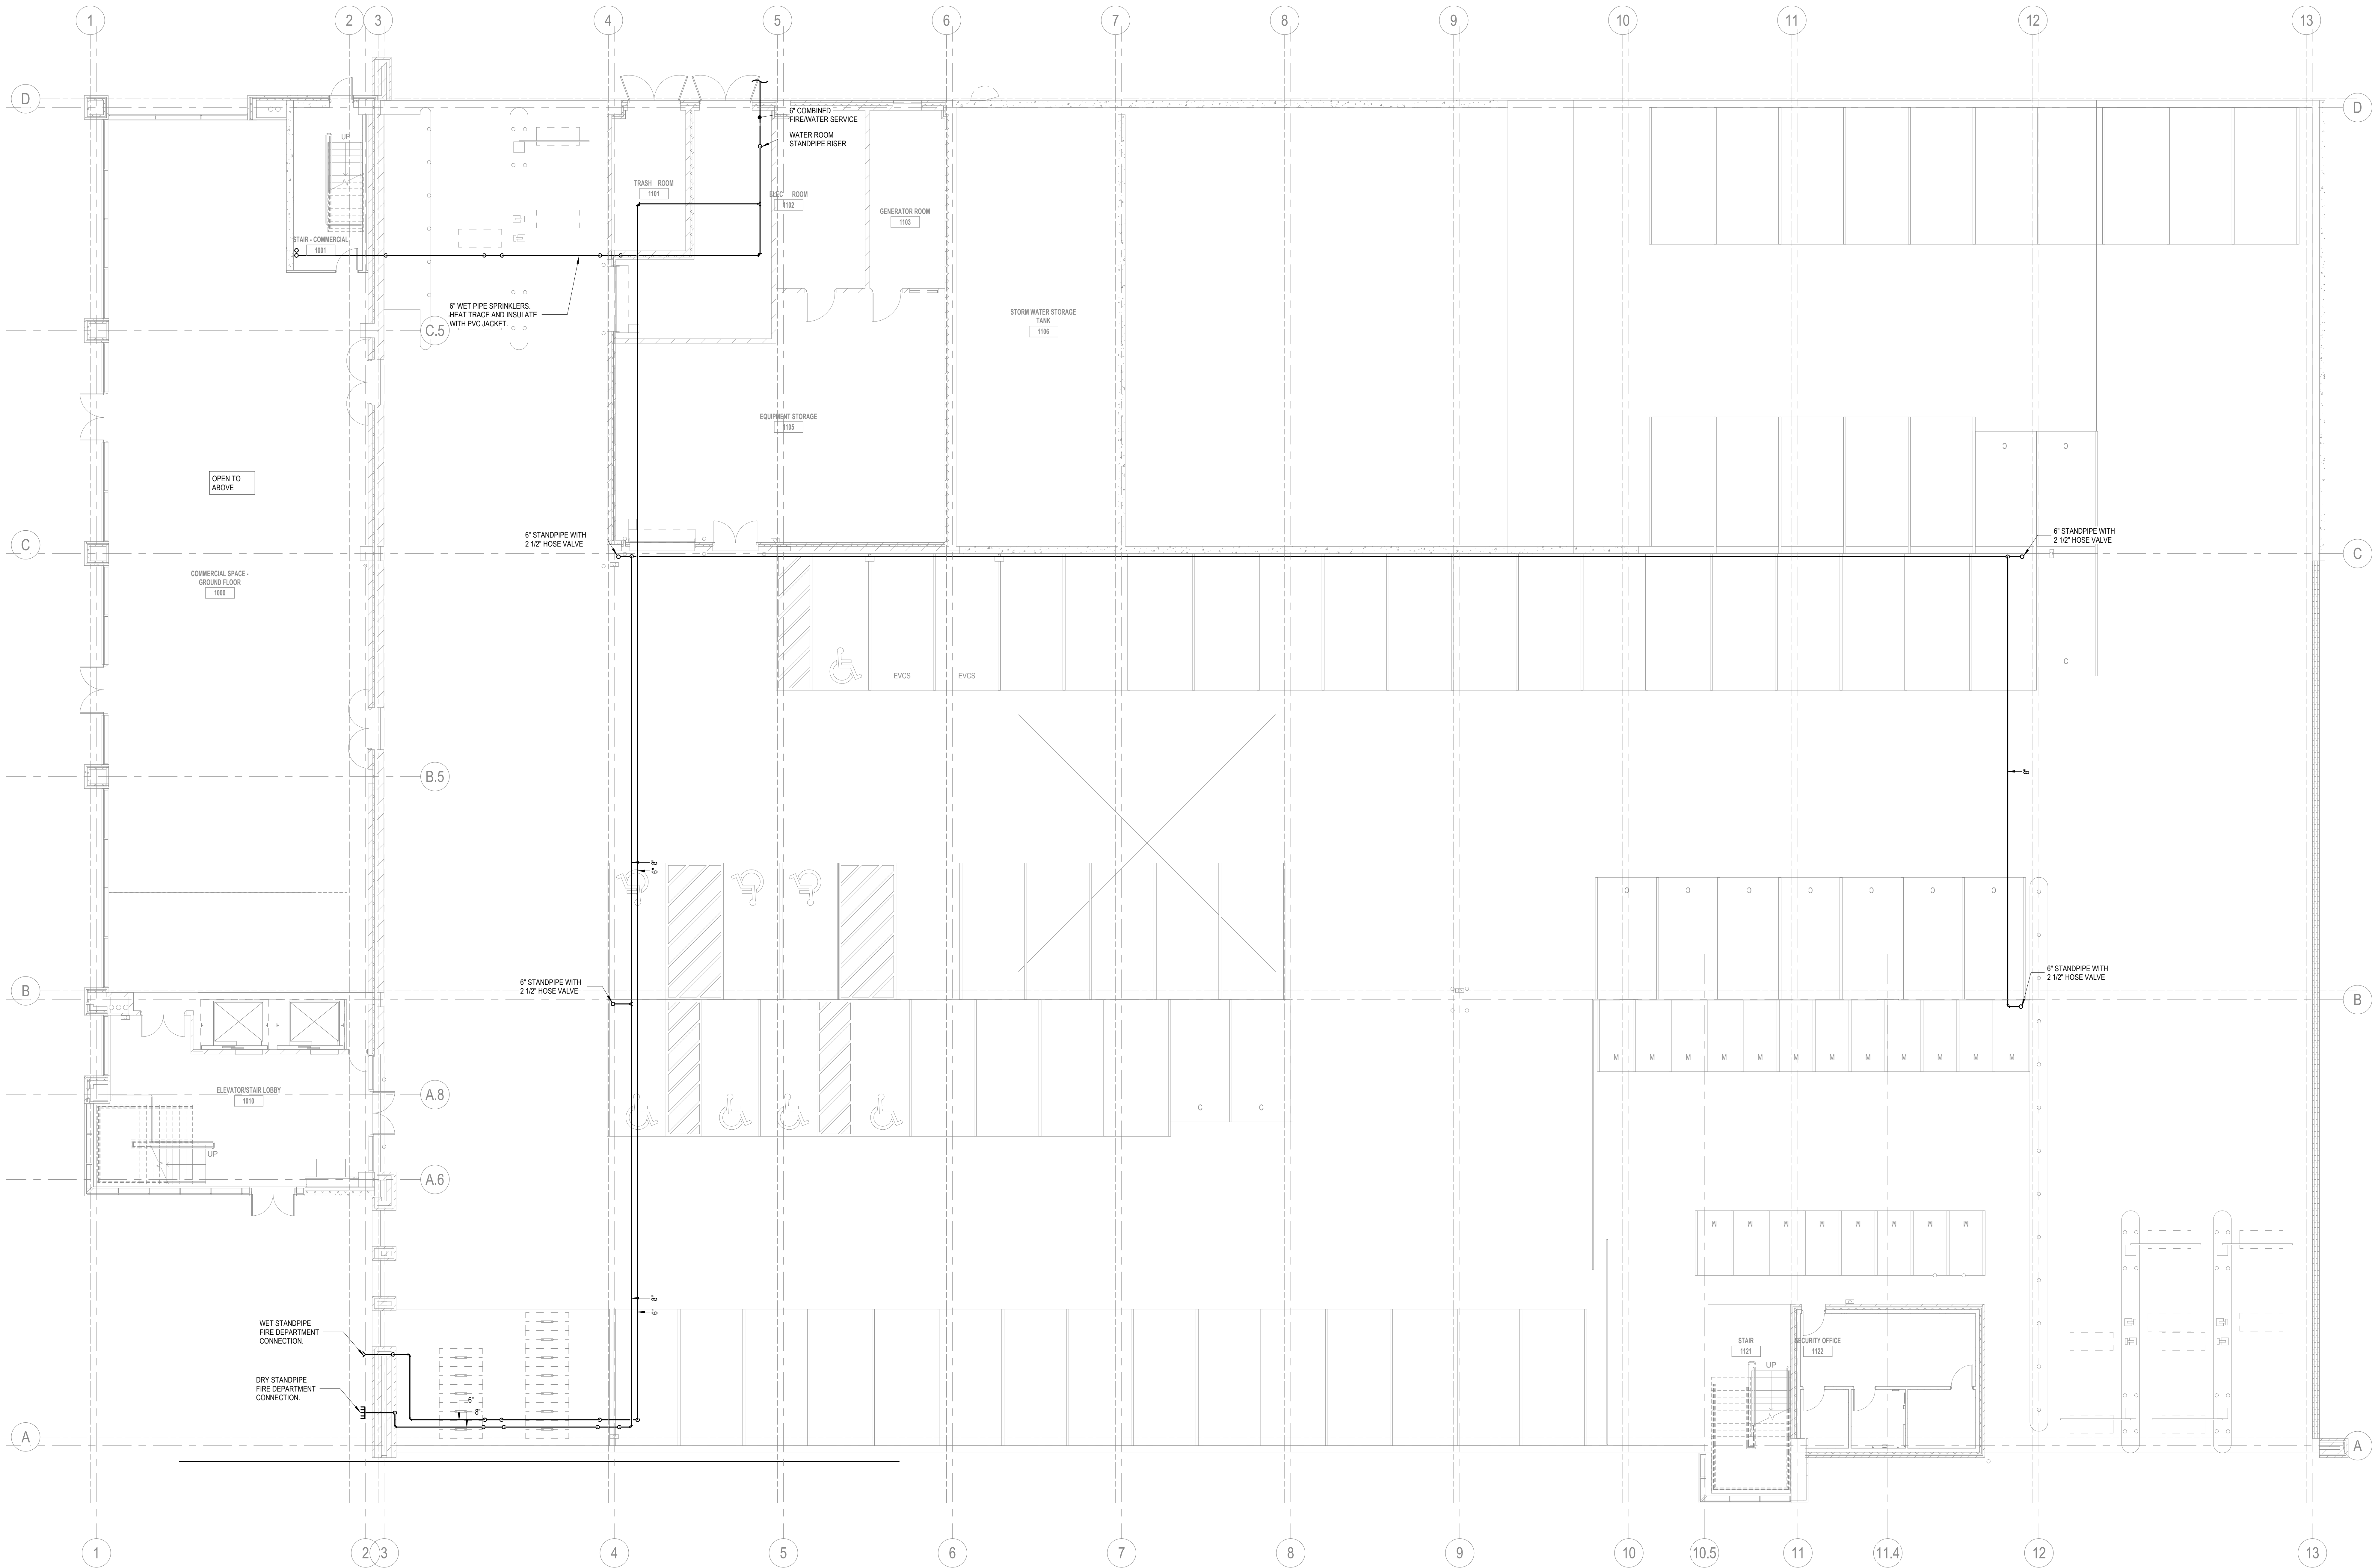 1 2 3 4 5 6 7 8 9 10 11 12 13
D D
6" COMBINED
FIRE/WATER SERVICE
WATER ROOM
STANDPIPE RISER
UP
TRASH ROOM
1101
ELEC ROOM
1102
GENERATOR ROOM
1103
STAIR - COMMERCIAL
1001
6" WET PIPE SPRINKLERS.
HEAT TRACE AND INSULATE
WITH PVC JACKET.
C.5
STORM WATER STORAGE
TANK
1106
EQUIPMENT STORAGE
1105
OPEN TO
ABOVE
C C
C C
6" STANDPIPE WITH
2 1/2" HOSE VALVE
6" STANDPIPE WITH
2 1/2" HOSE VALVE
COMMERCIAL SPACE -
GROUND FLOOR
1000
EVCS EVCS
C
B.5
8"
8"
6"
C C C C C C C
6" STANDPIPE WITH
2 1/2" HOSE VALVE
6" STANDPIPE WITH
2 1/2" HOSE VALVE
B B
M M M M M M M M M M M M
ELEVATOR/STAIR LOBBY
1010
A.8
C C
UP
A.6
M M M M M M M M
8"
6"
WET STANDPIPE
FIRE DEPARTMENT
CONNECTION.
STAIR
1121
SECURITY OFFICE
1122
UP
DRY STANDPIPE
FIRE DEPARTMENT
CONNECTION.
6"
8"
A A
1 2 3 4 5 6 7 8 9 10 10.5 11 11.4 12 13